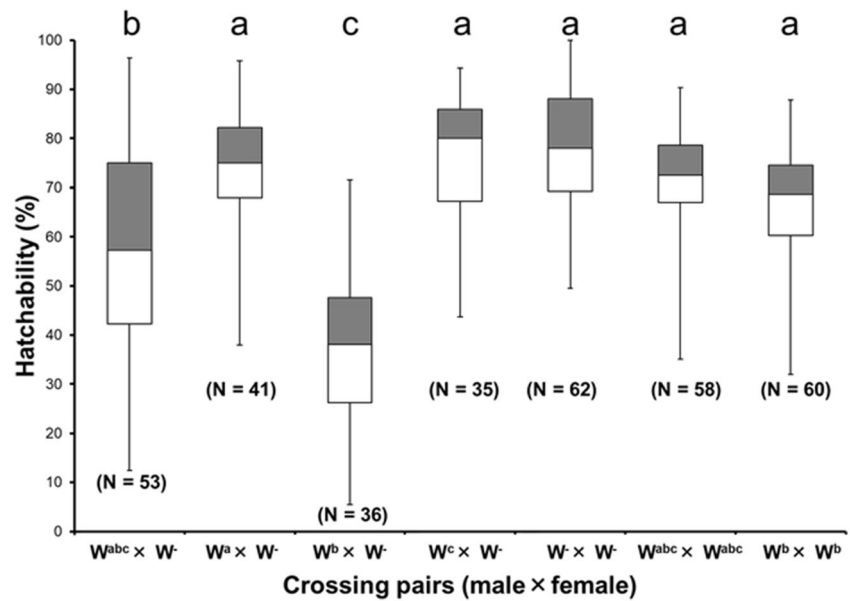 b a c a a a a
100
90
80
70
60
50
40
30
20
10
0
Hatchability (%)
(N = 53)
(N = 41)
(N = 36)
(N = 35)
(N = 62)
(N = 58)
(N = 60)
Wᵃᵇᶜ × W⁻ Wᵃ × W⁻ Wᵇ × W⁻ Wᶜ × W⁻ W⁻ × W⁻ Wᵃᵇᶜ × Wᵃᵇᶜ Wᵇ × Wᵇ
Crossing pairs (male × female)